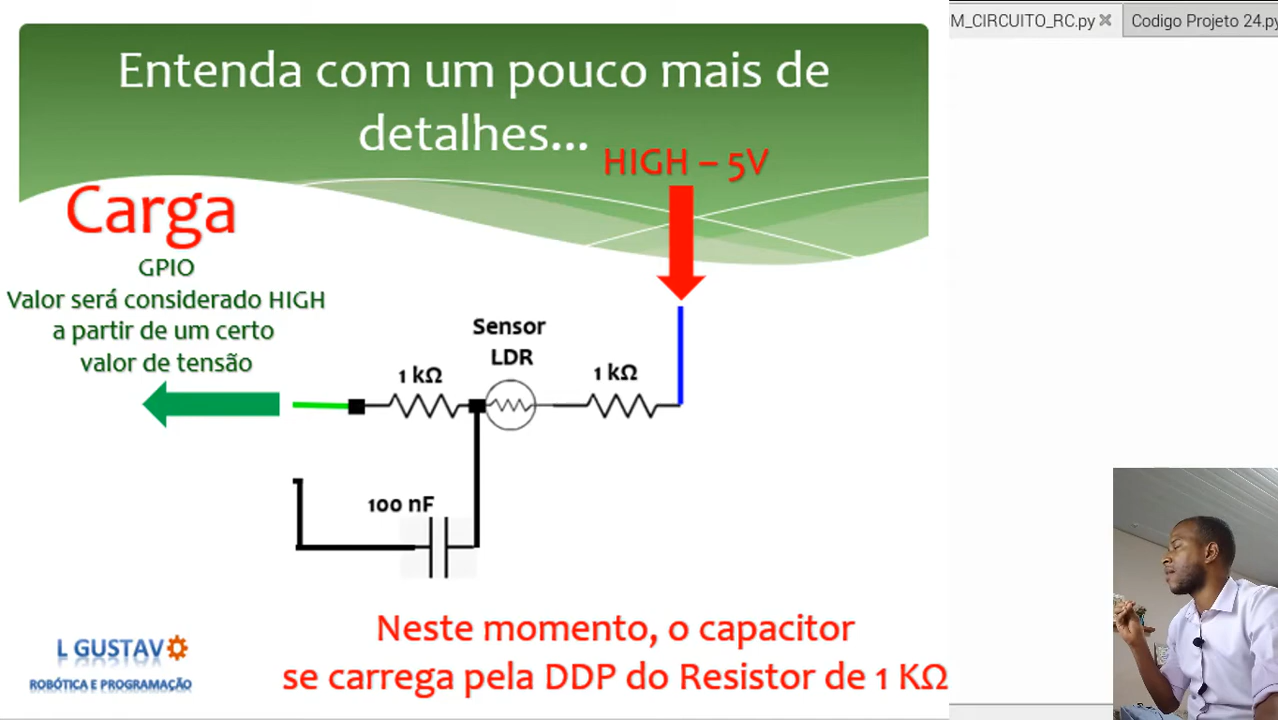 M_CIRCUITO_RC.py
Codigo Projeto 24.py
Entenda com um pouco mais de
detalhes...
HIGH – 5V
Carga
GPIO
Valor será considerado HIGH
a partir de um certo
valor de tensão
Sensor
LDR
1 kΩ
1 kΩ
100 nF
Neste momento, o capacitor
se carrega pela DDP do Resistor de 1 KΩ
L GUSTAVO
ROBÓTICA E PROGRAMAÇÃO